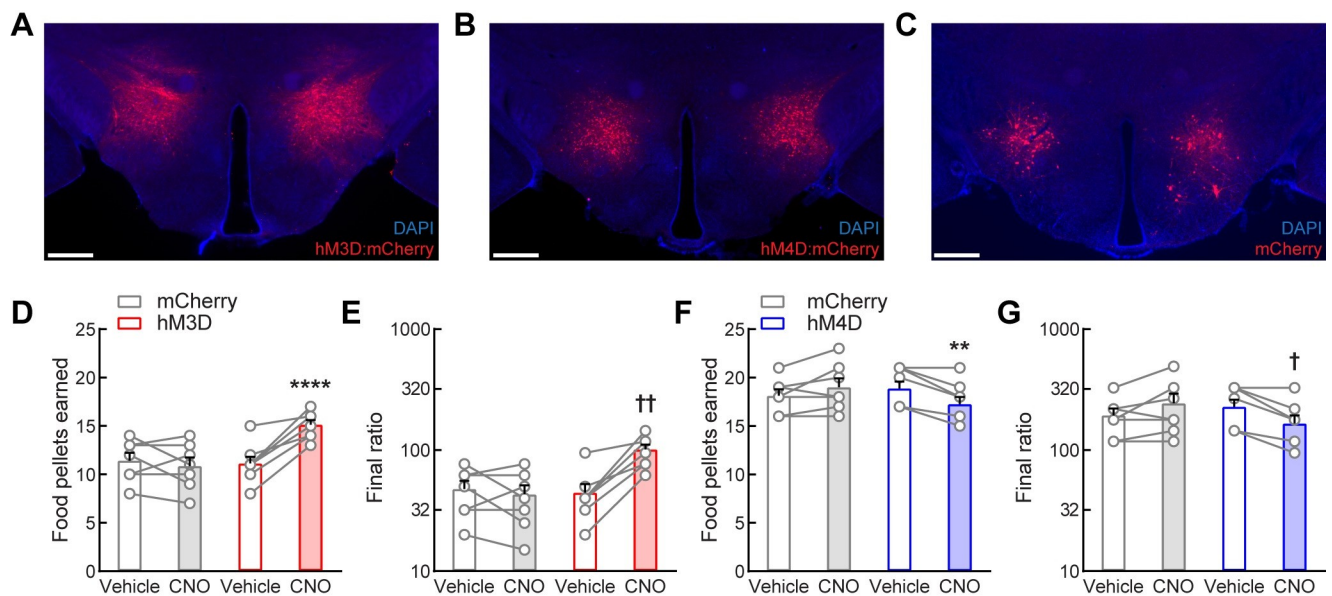 A
B
C
DAPI
hM3D:mCherry
DAPI
hM4D:mCherry
DAPI
mCherry
D
mCherry
hM3D
Food pellets earned
25
20
15
10
5
0
****
Vehicle CNO Vehicle CNO
E
Final ratio
1000
320
100
32
10
††
Vehicle CNO Vehicle CNO
F
mCherry
hM4D
Food pellets earned
25
20
15
10
5
0
**
Vehicle CNO Vehicle CNO
G
Final ratio
1000
320
100
32
10
†
Vehicle CNO Vehicle CNO